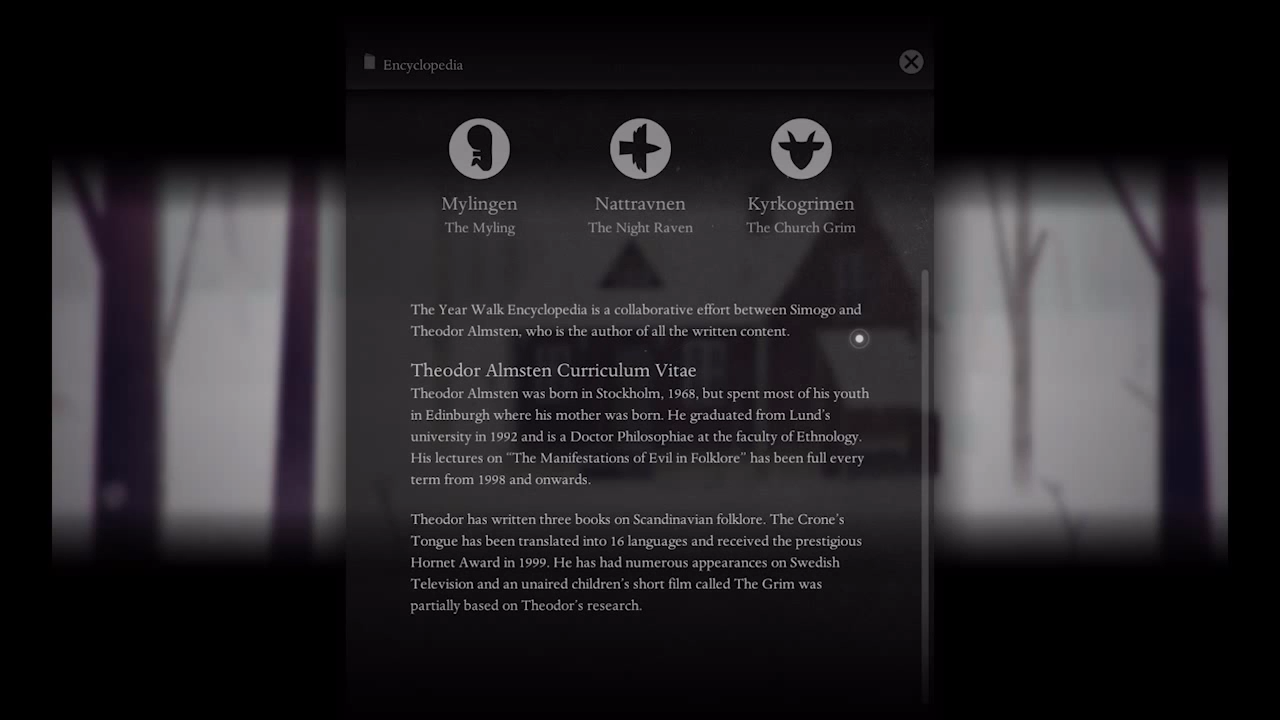 Encyclopedia
Mylingen
Nattravnen
Kyrkogrimen
The Myling
The Night Raven
The Church Grim
The Year Walk Encyclopedia is a collaborative effort between Simogo and
Theodor Almsten, who is the author of all the written content.
Theodor Almsten Curriculum Vitae
Theodor Almsten was born in Stockholm, 1968, but spent most of his youth
in Edinburgh where his mother was born. He graduated from Lund's
university in 1992 and is a Doctor Philosophiae at the faculty of Ethnology.
His lectures on "The Manifestations of Evil in Folklore" has been full every
term from 1998 and onwards.
Theodor has written three books on Scandinavian folklore. The Crone's
Tongue has been translated into 16 languages and received the prestigious
Hornet Award in 1999. He has had numerous appearances on Swedish
Television and an unaired children's short film called The Grim was
partially based on Theodor's research.